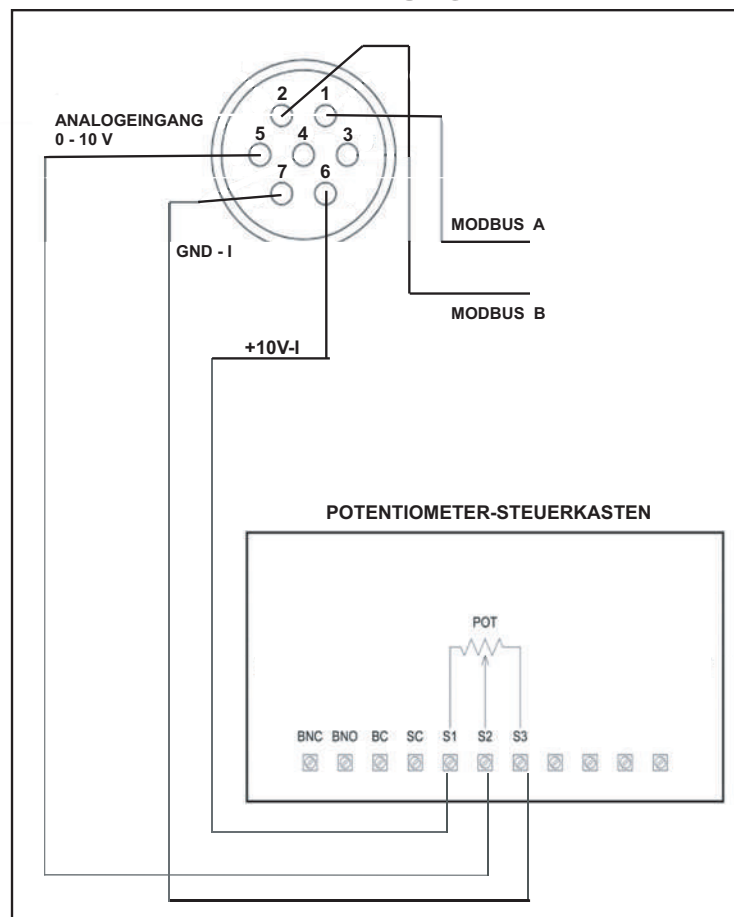 2 1
ANALOGEINGANG
0 - 10 V
5 4 3
7 6
MODBUS A
GND - I
MODBUS B
+10V-I
POTENTIOMETER-STEUERKASTEN
POT
BNC BNO BC SC S1 S2 S3